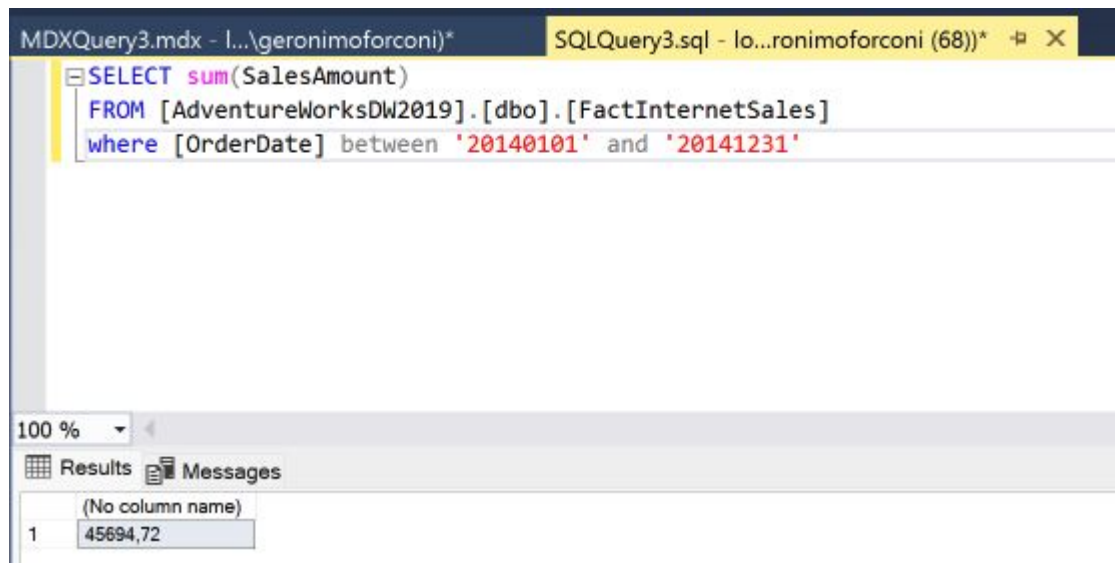 MDXQuery3.mdx - l...\geronimoforconi)* SQLQuery3.sql - lo...ronimoforconi (68))*
SELECT sum(SalesAmount)
FROM [AdventureWorksDW2019].[dbo].[FactInternetSales]
where [OrderDate] between '20140101' and '20141231'
100 %
Results Messages
(No column name)
1 45694,72